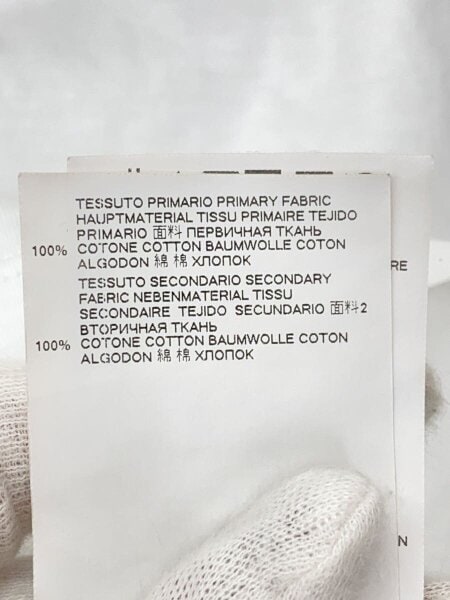 TESSUTO PRIMARIO PRIMARY FABRIC
HAUPTMATERIAL TISSU PRIMAIRE TEJIDO
PRIMARIO 面料 ПЕРВИЧНАЯ ТКАНЬ
100% COTONE COTTON BAUMWOLLE COTON
ALGODON 綿 棉 ХЛОПОК
TESSUTO SECONDARIO SECONDARY
FABRIC NEBENMATERIAL TISSU
SECONDAIRE TEJIDO SECUNDARIO 面料2
ВТОРИЧНАЯ ТКАНЬ
100% COTONE COTTON BAUMWOLLE COTON
ALGODON 綿 棉 ХЛОПОК
RE
N